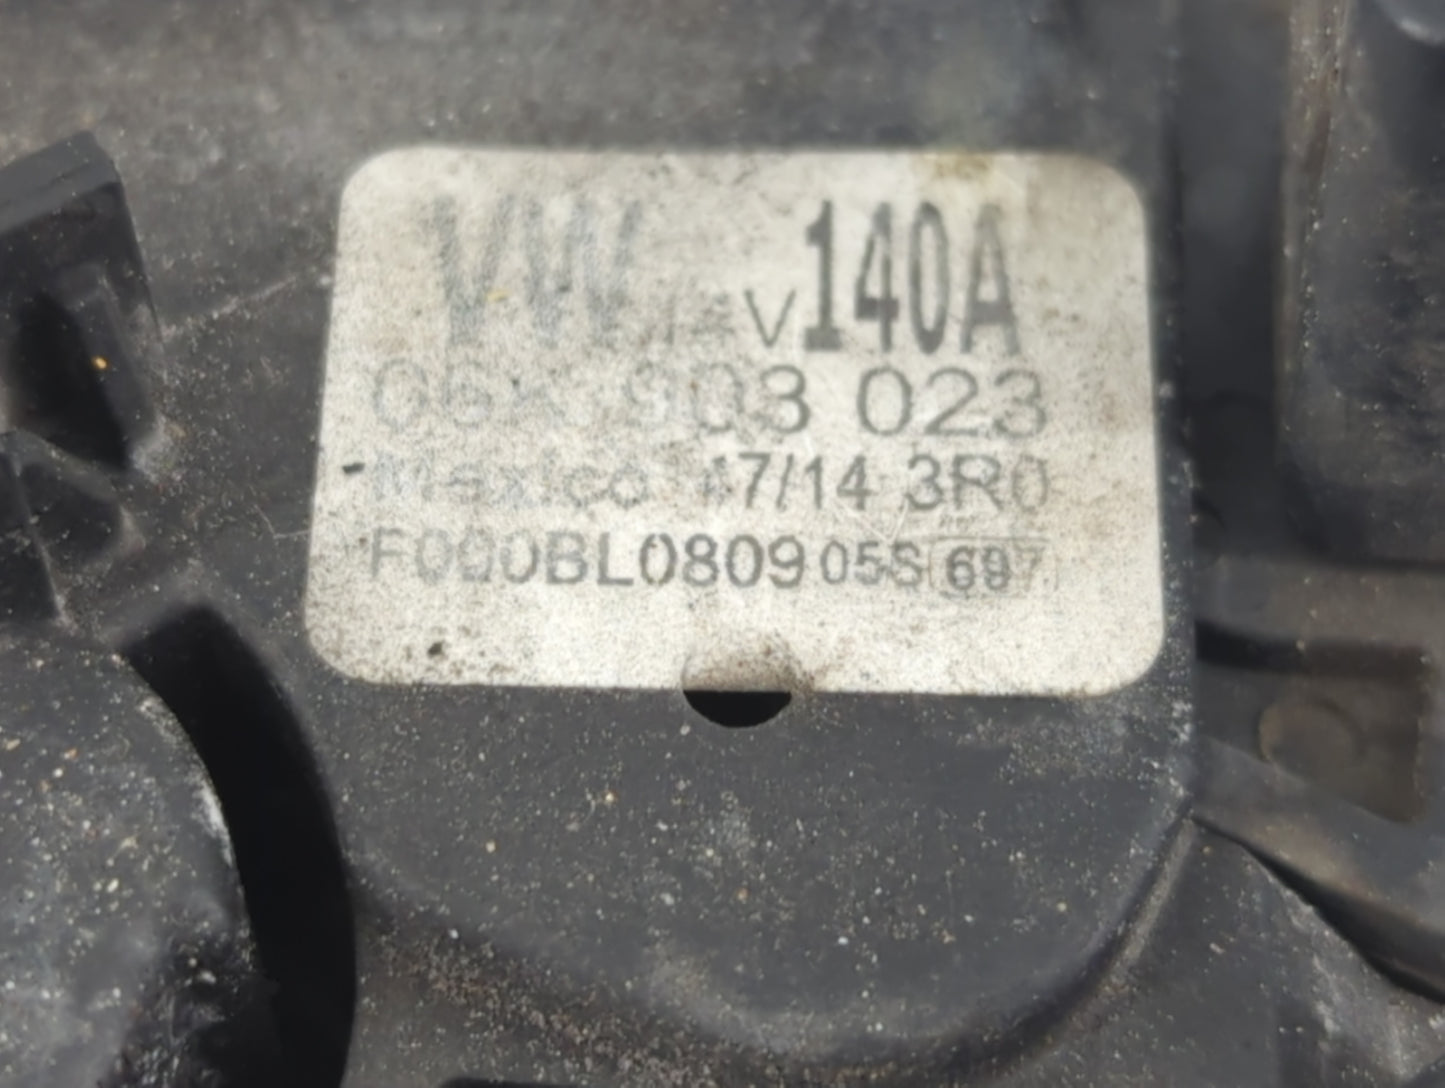 VW 14V 140A
06K 903 023
Mexico 47/14 3R0
F000BL0809 05S 697